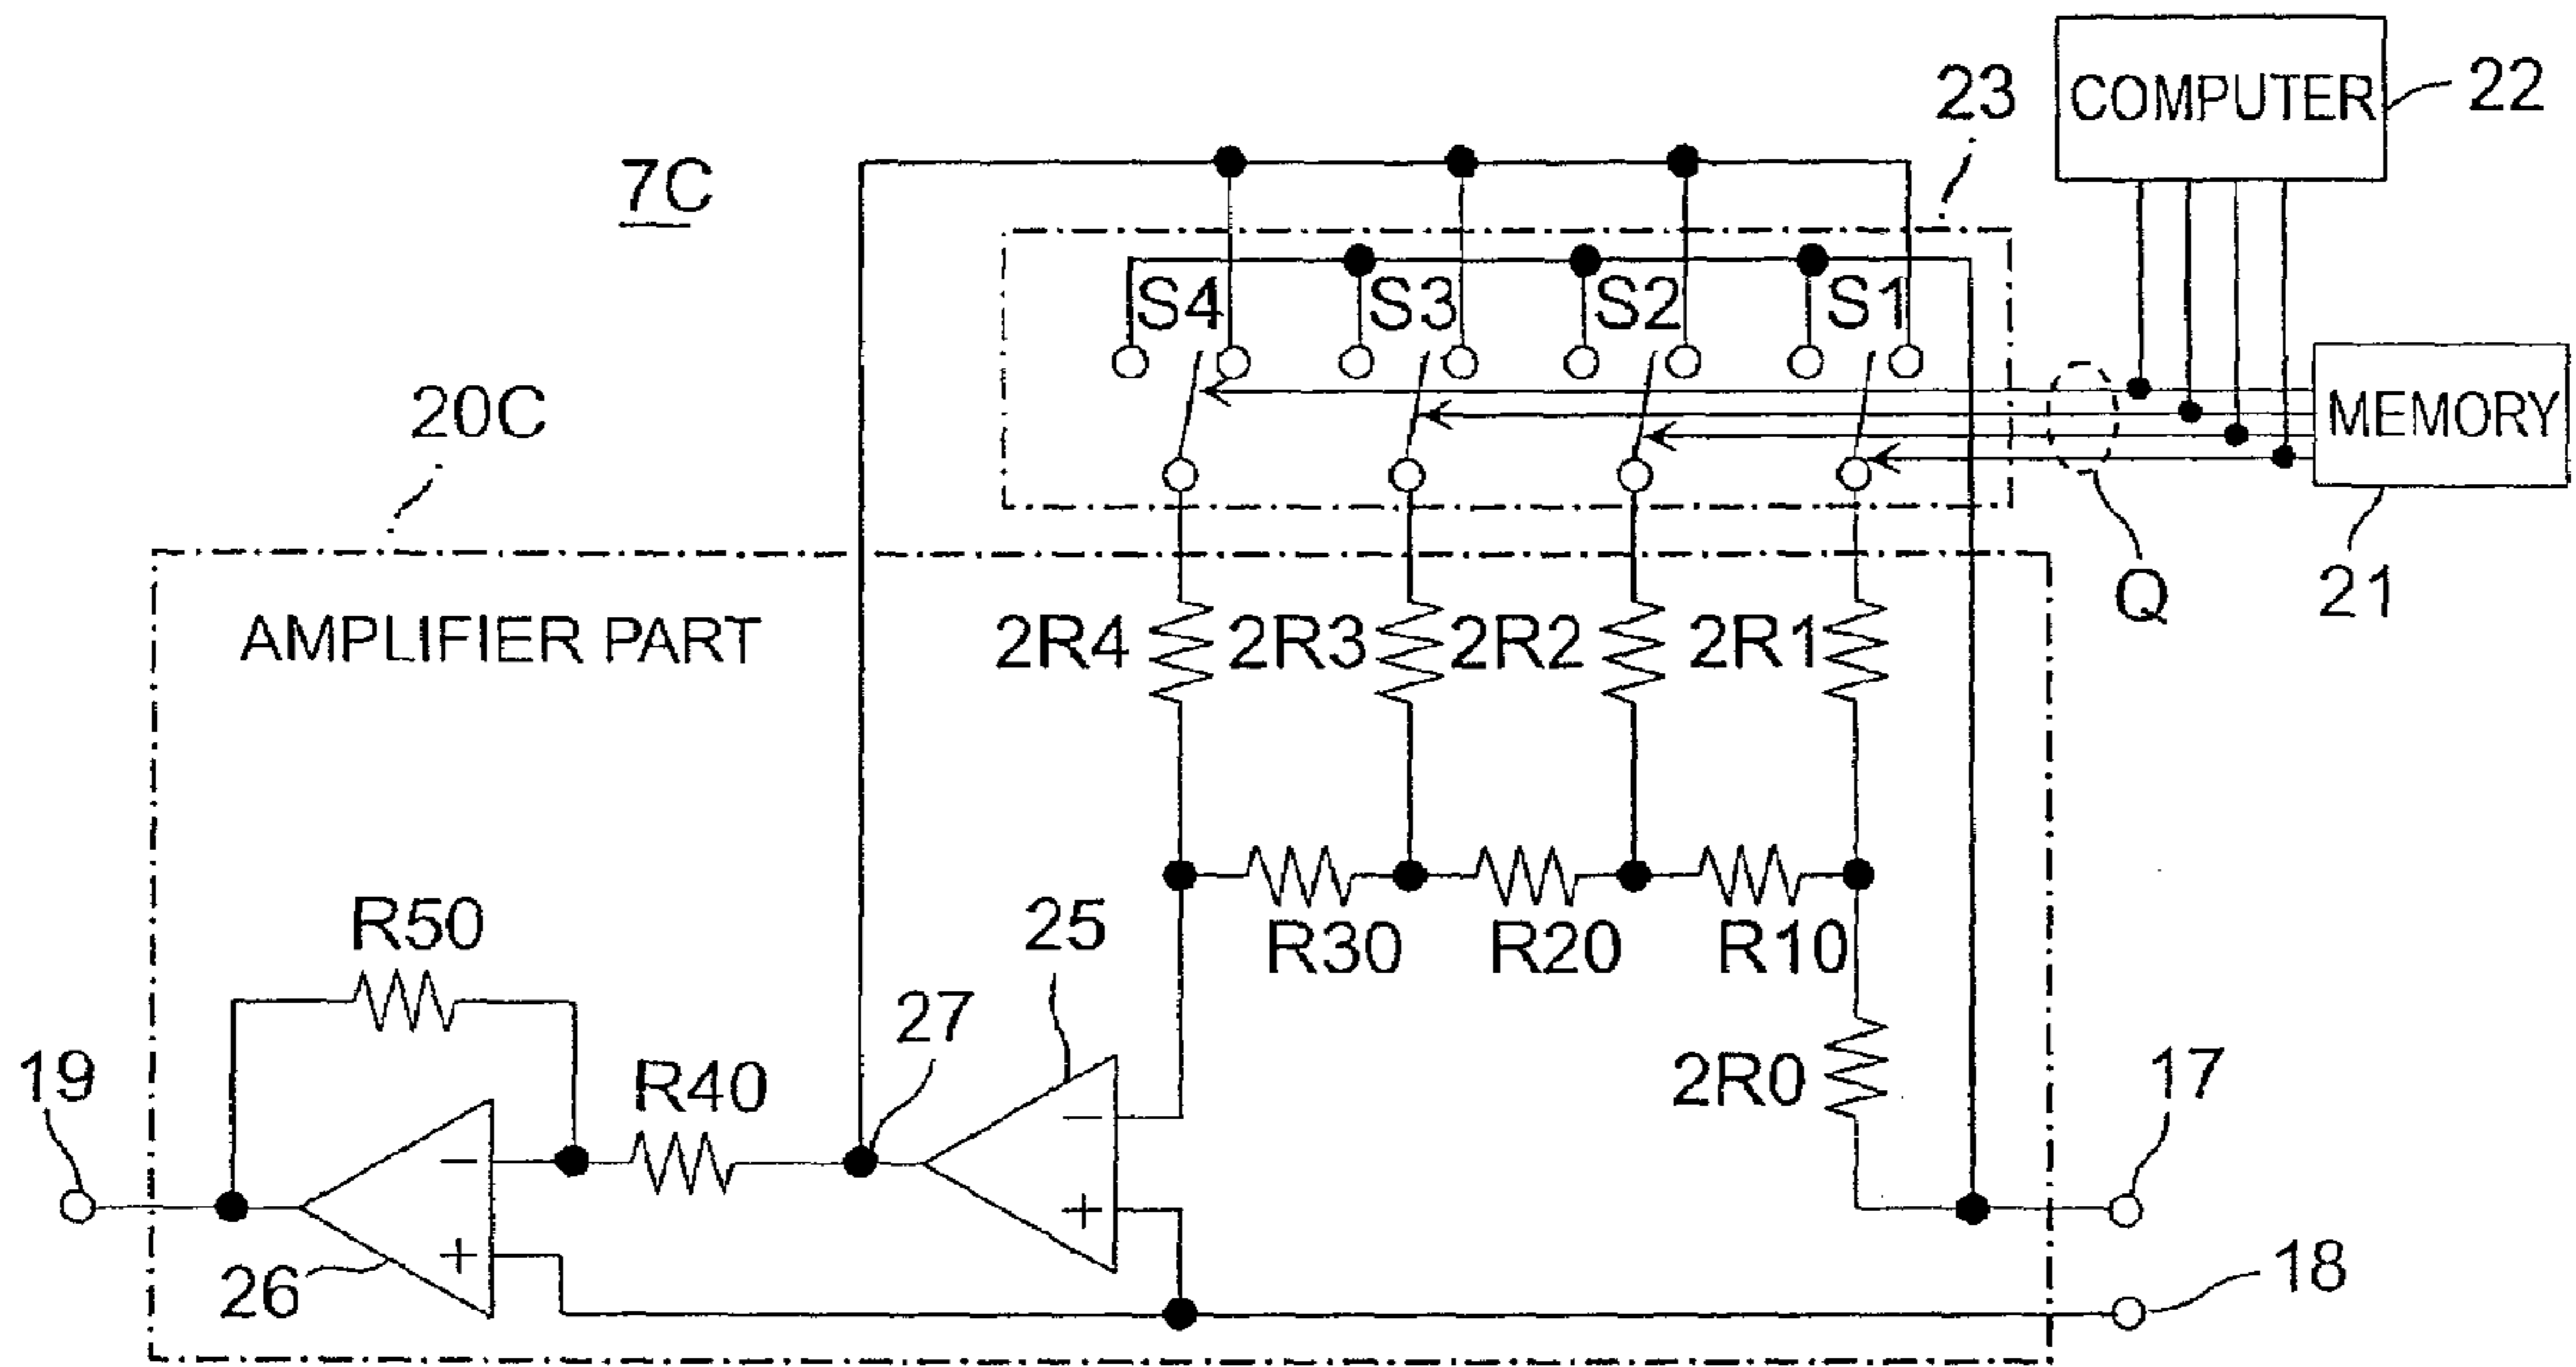 COMPUTER
22
23
7C
S4
S3
S2
S1
MEMORY
20C
Q
21
AMPLIFIER PART
2R4
2R3
2R2
2R1
R50
25
R30
R20
R10
27
19
R40
2R0
17
−
−
+
+
26
18